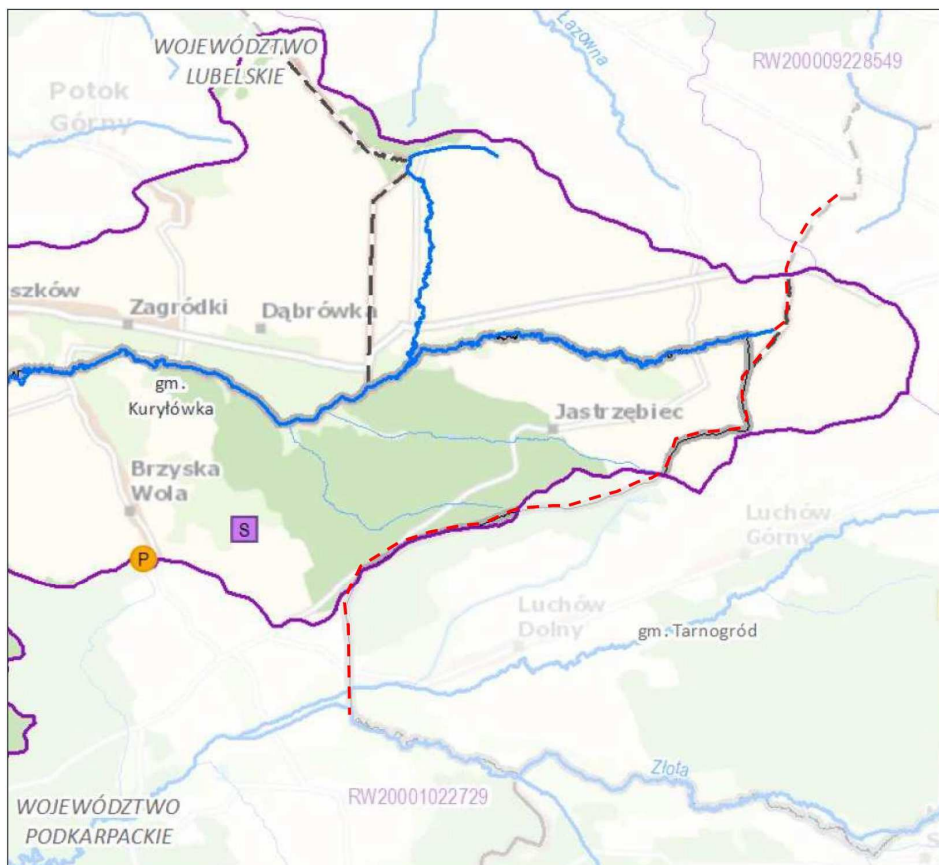 WOJEWÓDZTWO
LUBELSKIE
Łazowna
RW200009228549
Potok
Górny
szków
Zagródki
Dąbrówka
gm.
Kuryłówka
Jastrzębiec
Brzyska
Wola
S
P
Luchów
Górny
Luchów
Dolny
gm. Tarnogród
Złota
RW20001022729
WOJEWÓDZTWO
PODKARPACKIE
S